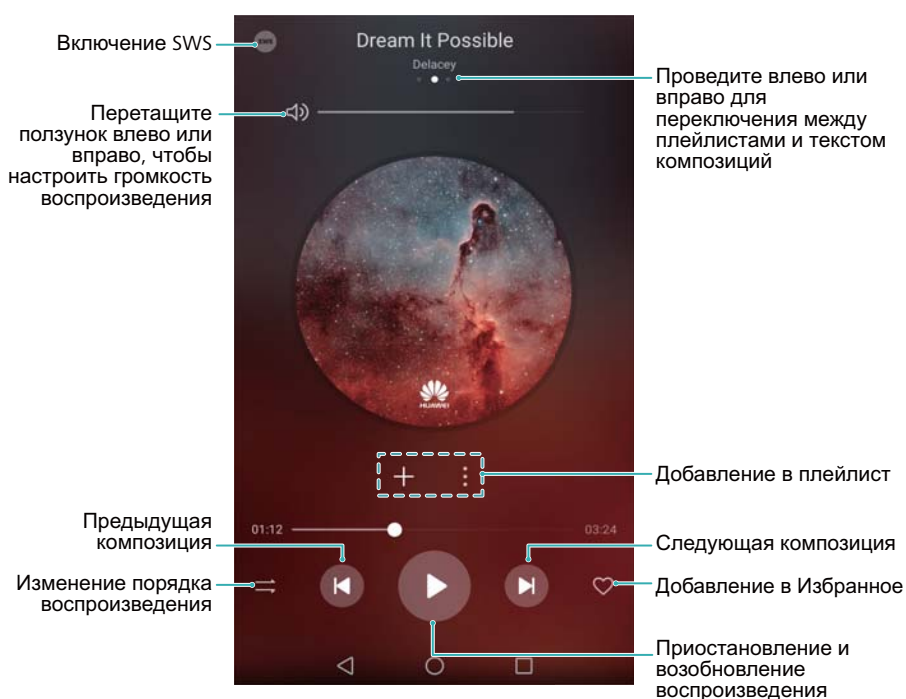 Включение SWS
SWS
Dream It Possible
Delacey
Проведите влево или
вправо для
переключения между
плейлистами и текстом
композиций
Перетащите
ползунок влево или
вправо, чтобы
настроить громкость
воспроизведения
HUAWEI
Добавление в плейлист
01:12
03:24
Предыдущая
композиция
Следующая композиция
Изменение порядка
воспроизведения
Добавление в Избранное
Приостановление и
возобновление
воспроизведения